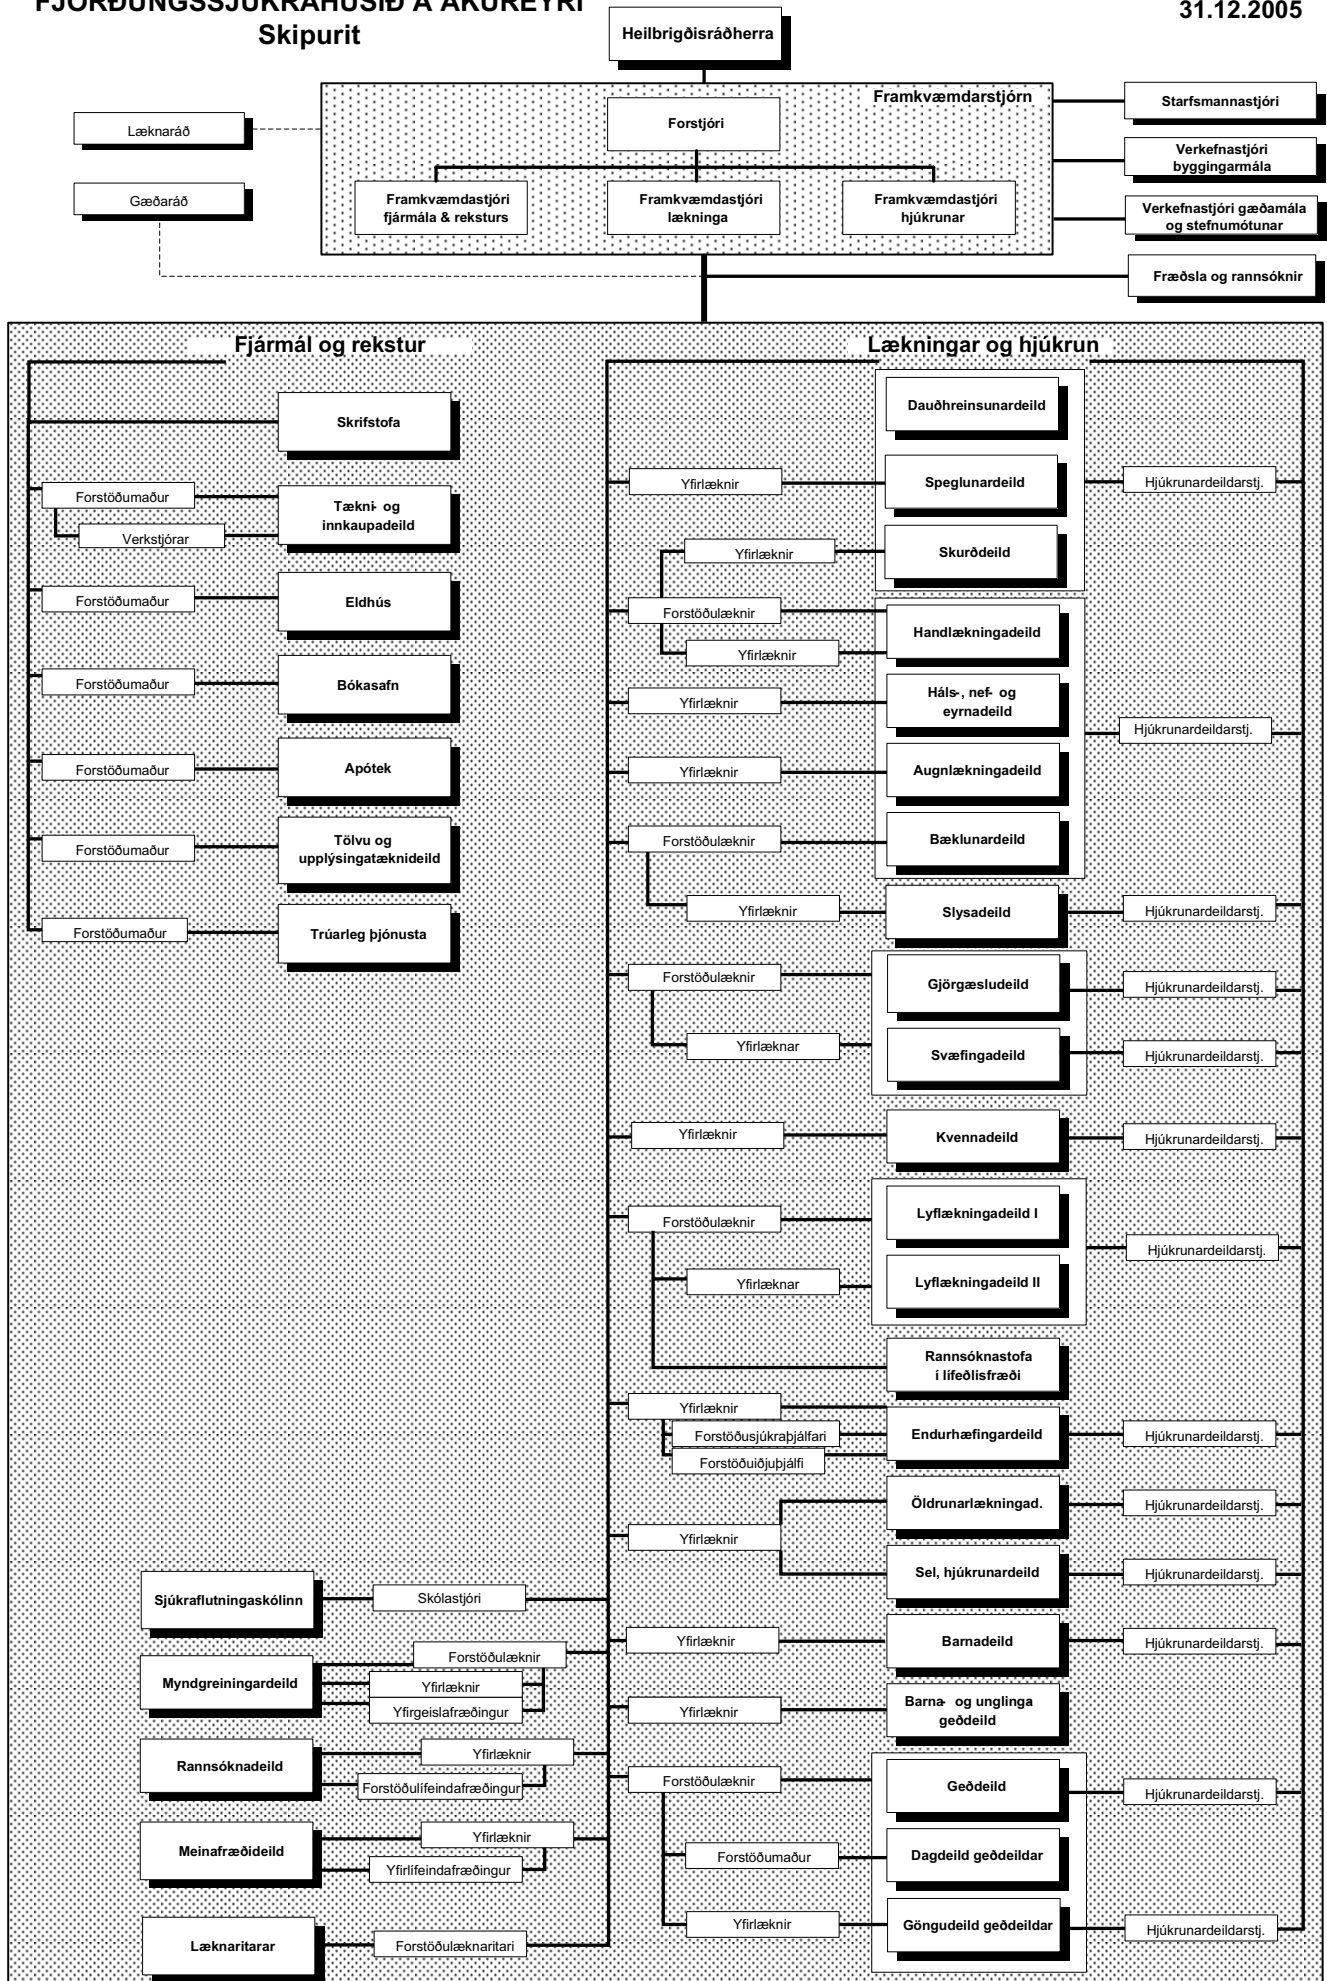 FJÓRÐUNGSSJÚKRAHÚSIÐ Á AKUREYRI
Skipurit
31.12.2005
Heilbrigðisráðherra
Framkvæmdarstjórn
Forstjóri
Framkvæmdastjóri
fjármála & reksturs
Framkvæmdastjóri
lækninga
Framkvæmdastjóri
hjúkrunar
Læknaráð
Gæðaráð
Starfsmannastjóri
Verkefnastjóri
byggingarmála
Verkefnastjóri gæðamála
og stefnumótunar
Fræðsla og rannsóknir
Fjármál og rekstur
Skrifstofa
Forstöðumaður
Verkstjórar
Tækni- og
innkaupadeild
Forstöðumaður
Eldhús
Forstöðumaður
Bókasafn
Forstöðumaður
Apótek
Forstöðumaður
Tölvu og
upplýsingatæknideild
Forstöðumaður
Trúarleg þjónusta
Lækningar og hjúkrun
Dauðhreinsunardeild
Yfirlæknir
Speglunardeild
Hjúkrunardeildarstj.
Yfirlæknir
Skurðdeild
Forstöðulæknir
Handlækningadeild
Yfirlæknir
Yfirlæknir
Háls-, nef- og
eyrnadeild
Hjúkrunardeildarstj.
Yfirlæknir
Augnlækningadeild
Forstöðulæknir
Bæklunardeild
Yfirlæknir
Slysadeild
Hjúkrunardeildarstj.
Forstöðulæknir
Gjörgæsludeild
Hjúkrunardeildarstj.
Yfirlæknar
Svæfingadeild
Hjúkrunardeildarstj.
Yfirlæknir
Kvennadeild
Hjúkrunardeildarstj.
Forstöðulæknir
Lyflækningadeild I
Hjúkrunardeildarstj.
Yfirlæknar
Lyflækningadeild II
Rannsóknastofa
í lífeðlisfræði
Yfirlæknir
Forstöðusjúkraþjálfari
Forstöðuiðjuþjálfi
Endurhæfingardeild
Hjúkrunardeildarstj.
Öldrunarlækningad.
Hjúkrunardeildarstj.
Yfirlæknir
Sel, hjúkrunardeild
Hjúkrunardeildarstj.
Sjúkraflutningaskólinn
Skólastjóri
Yfirlæknir
Barnadeild
Hjúkrunardeildarstj.
Myndgreiningardeild
Forstöðulæknir
Yfirlæknir
Yfirgeislafræðingur
Yfirlæknir
Barna- og unglinga
geðdeild
Rannsóknadeild
Yfirlæknir
Forstöðulífeindafræðingur
Forstöðulæknir
Geðdeild
Hjúkrunardeildarstj.
Meinafræðideild
Yfirlæknir
Yfirlífeindafræðingur
Forstöðumaður
Dagdeild geðdeildar
Læknaritarar
Forstöðulæknaritari
Yfirlæknir
Göngudeild geðdeildar
Hjúkrunardeildarstj.